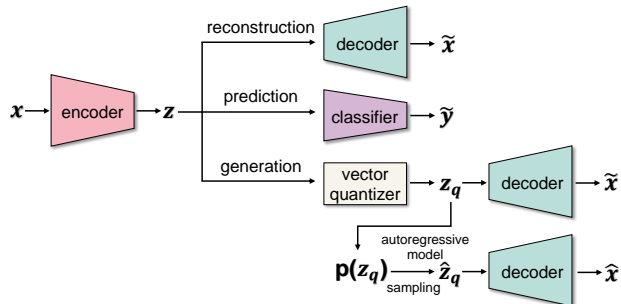 reconstruction
decoder
x̃
x
encoder
z
prediction
classifier
ỹ
generation
vector
quantizer
z_q
decoder
x̃
autoregressive
model
p(z_q)
sampling
ẑ_q
decoder
x̂